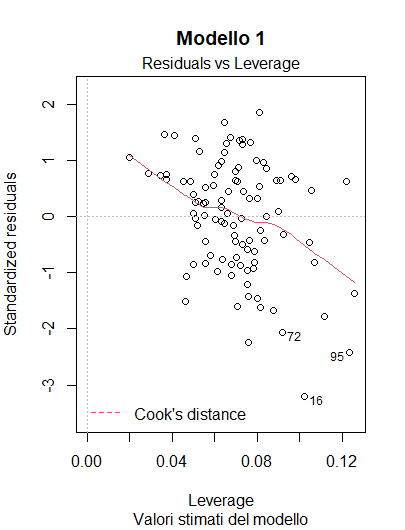 Modello 1
Residuals vs Leverage
Standardized residuals
2
1
0
-1
-2
-3
72
95
16
Cook's distance
0.00 0.04 0.08 0.12
Leverage
Valori stimati del modello